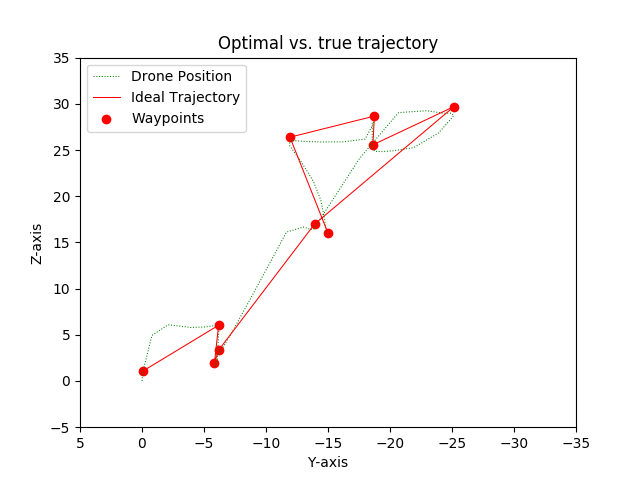 Optimal vs. true trajectory
Drone Position
Ideal Trajectory
Waypoints
35
30
25
20
15
10
5
0
−5
Z-axis
5 0 −5 −10 −15 −20 −25 −30 −35
Y-axis